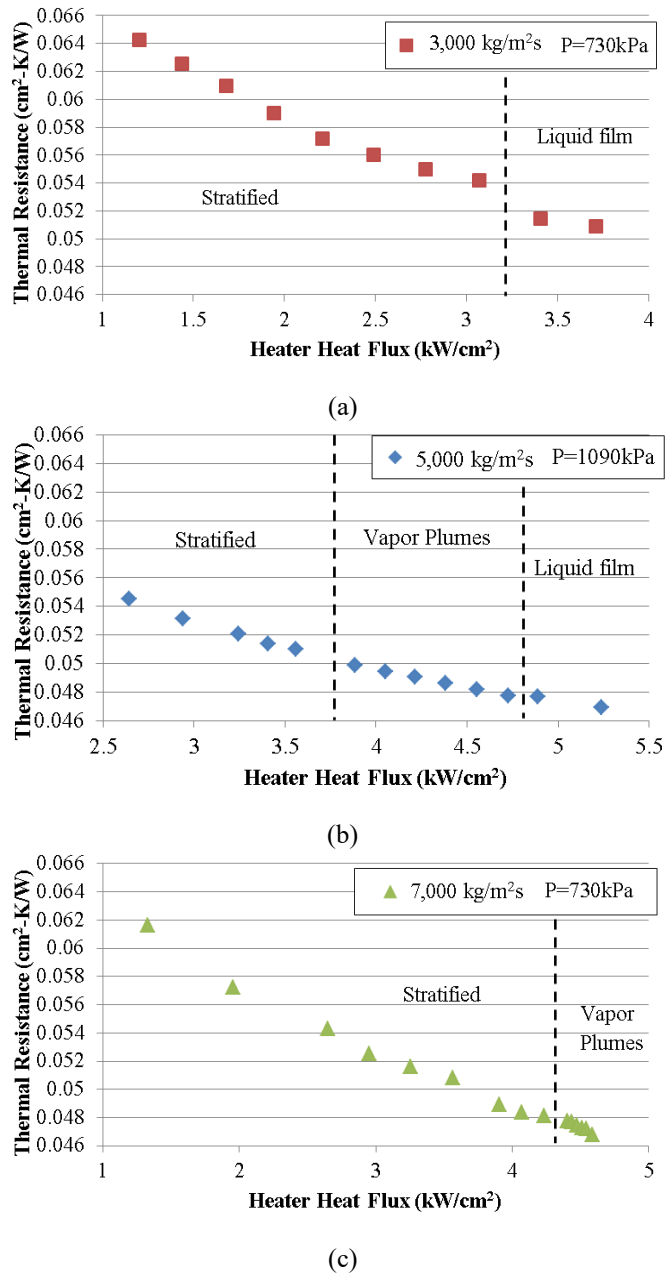 Thermal Resistance (cm²-K/W)
0.066
0.064
0.062
0.06
0.058
0.056
0.054
0.052
0.05
0.048
0.046
3,000 kg/m²s P=730kPa
Liquid film
Stratified
1 1.5 2 2.5 3 3.5 4
Heater Heat Flux (kW/cm²)
(a)
Thermal Resistance (cm²-K/W)
0.066
0.064
0.062
0.06
0.058
0.056
0.054
0.052
0.05
0.048
0.046
5,000 kg/m²s P=1090kPa
Stratified
Vapor Plumes
Liquid film
2.5 3 3.5 4 4.5 5 5.5
Heater Heat Flux (kW/cm²)
(b)
Thermal Resistance (cm²-K/W)
0.066
0.064
0.062
0.06
0.058
0.056
0.054
0.052
0.05
0.048
0.046
7,000 kg/m²s P=730kPa
Stratified
Vapor
Plumes
1 2 3 4 5
Heater Heat Flux (kW/cm²)
(c)